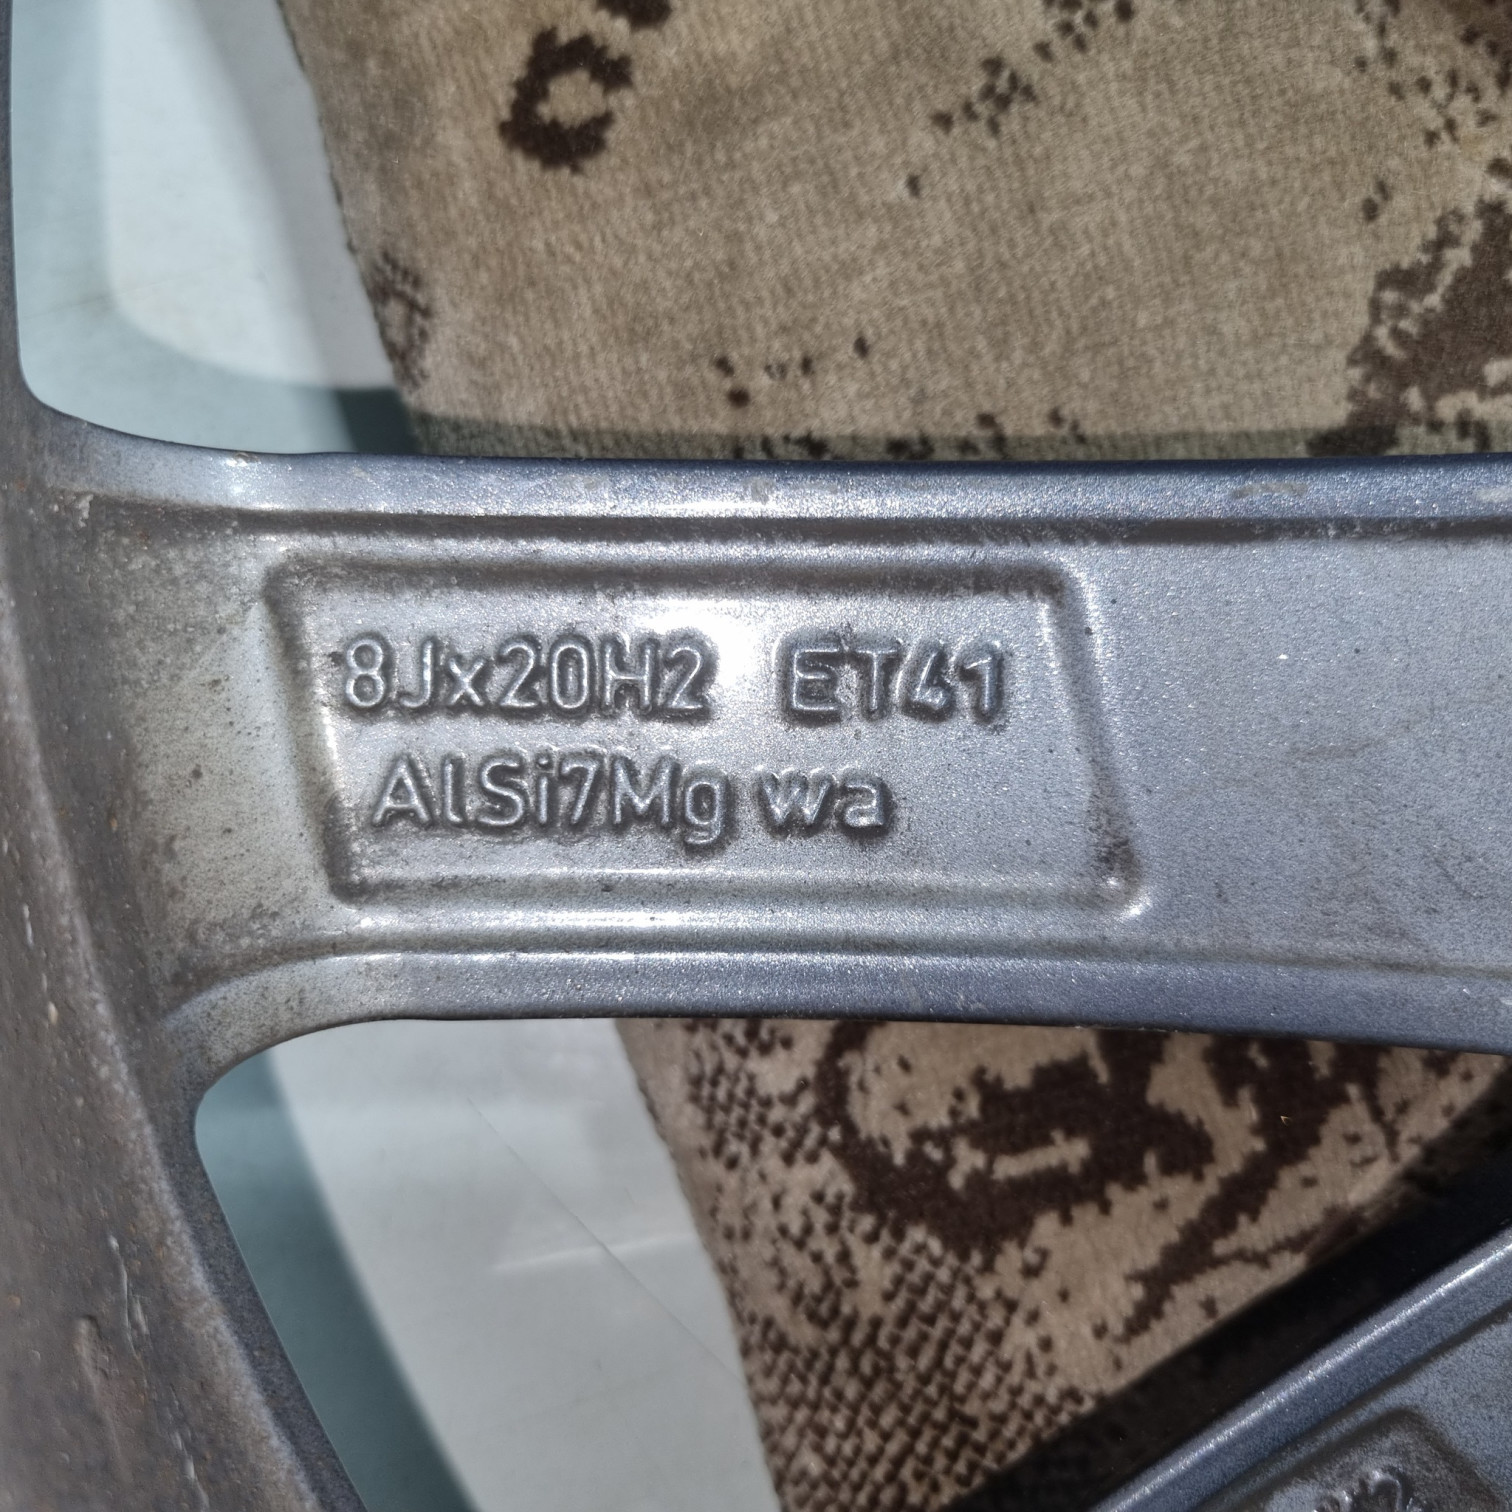 8Jx20H2 ET41
AlSi7Mg wa